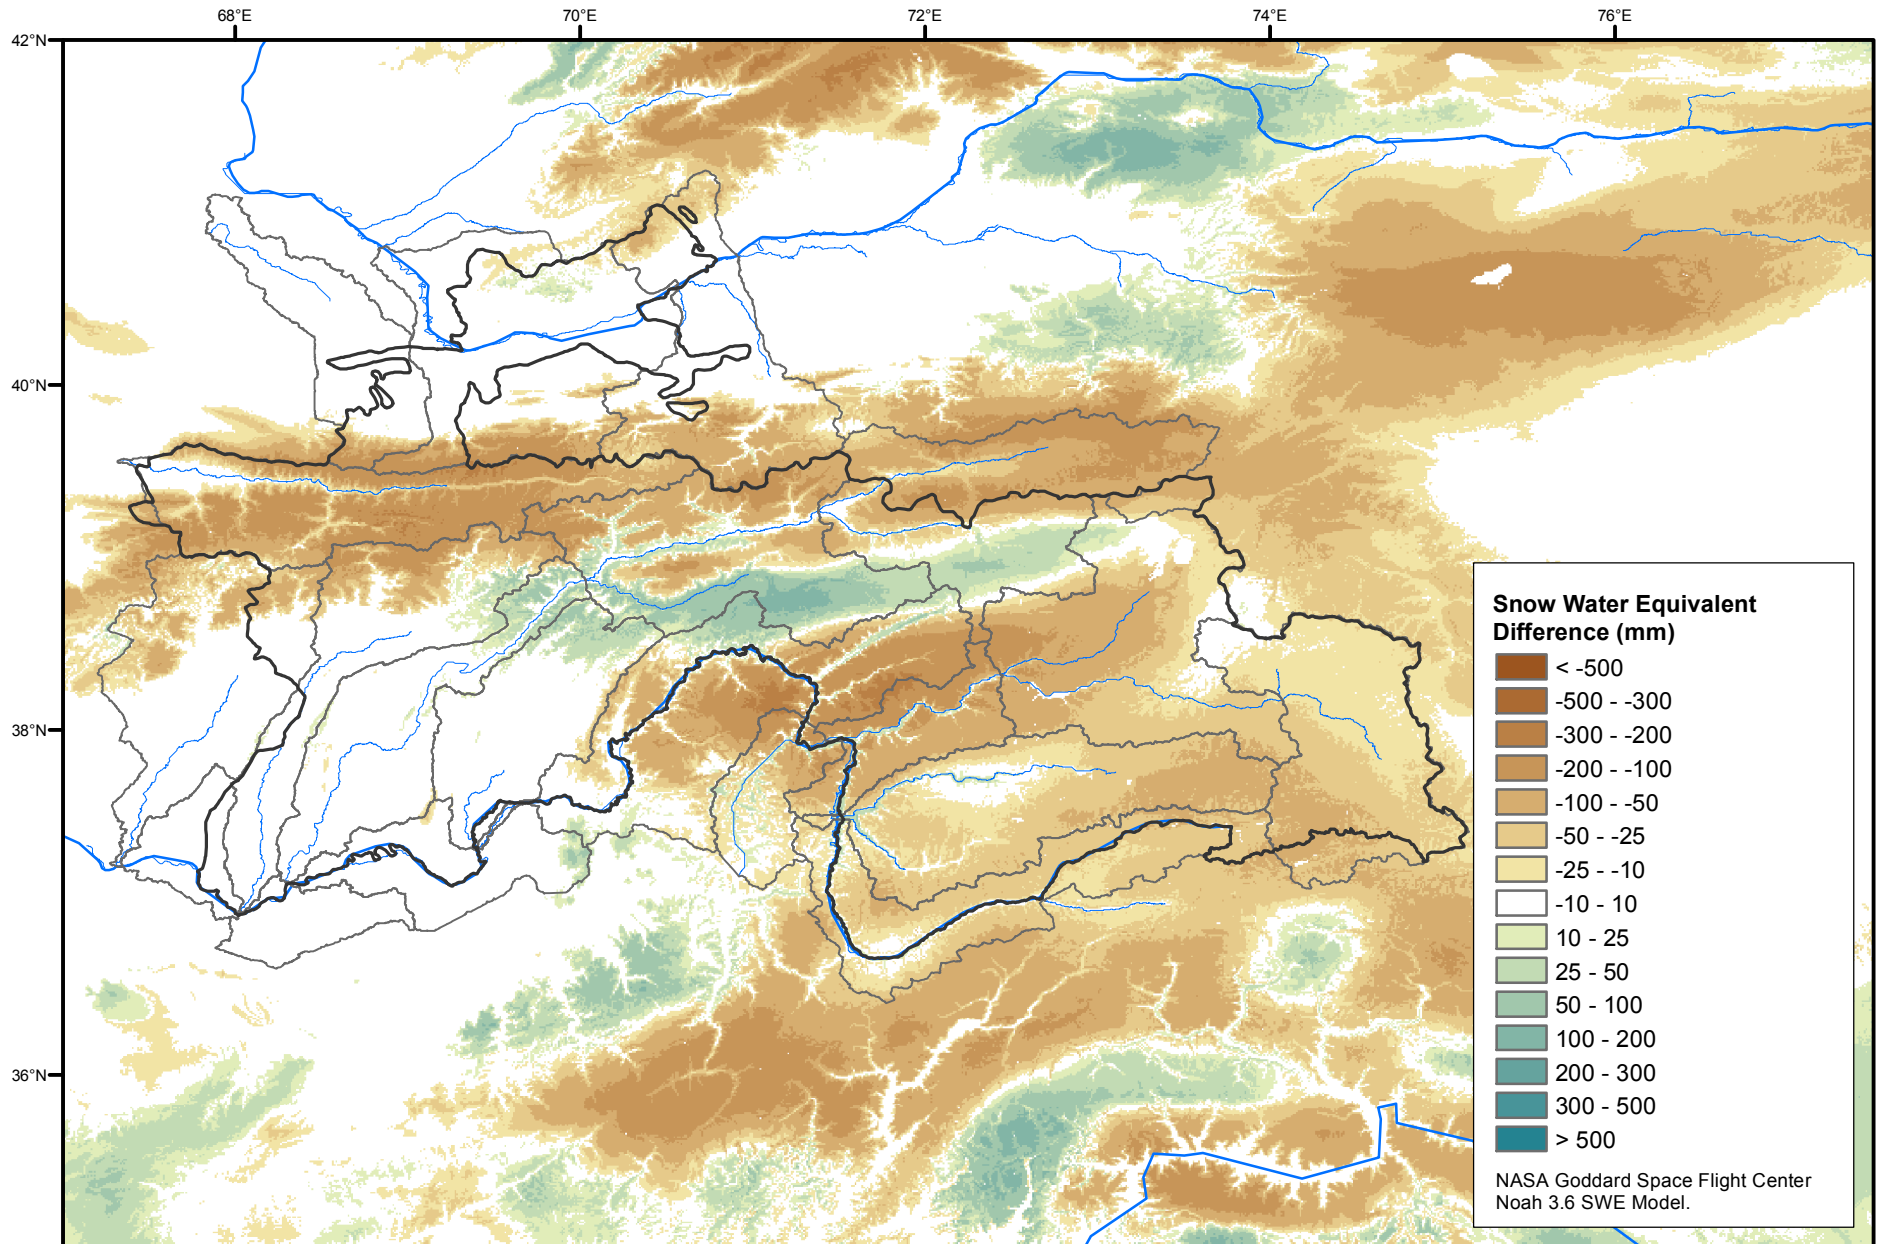 68°E
70°E
72°E
74°E
76°E
42°N
40°N
38°N
36°N
Snow Water Equivalent
Difference (mm)
< -500
-500 - -300
-300 - -200
-200 - -100
-100 - -50
-50 - -25
-25 - -10
-10 - 10
10 - 25
25 - 50
50 - 100
100 - 200
200 - 300
300 - 500
> 500
NASA Goddard Space Flight Center
Noah 3.6 SWE Model.